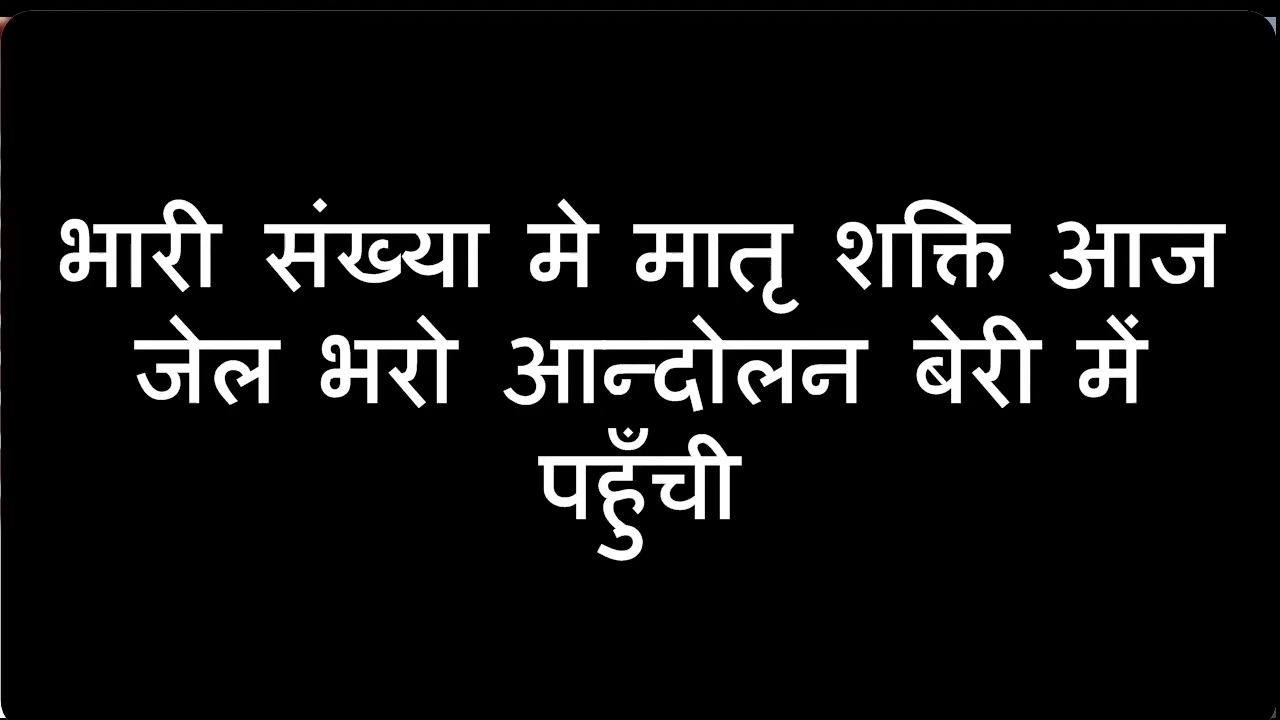 भारी संख्या मे मातृ शक्ति आज
जेल भरो आन्दोलन बेरी में
पहुँची